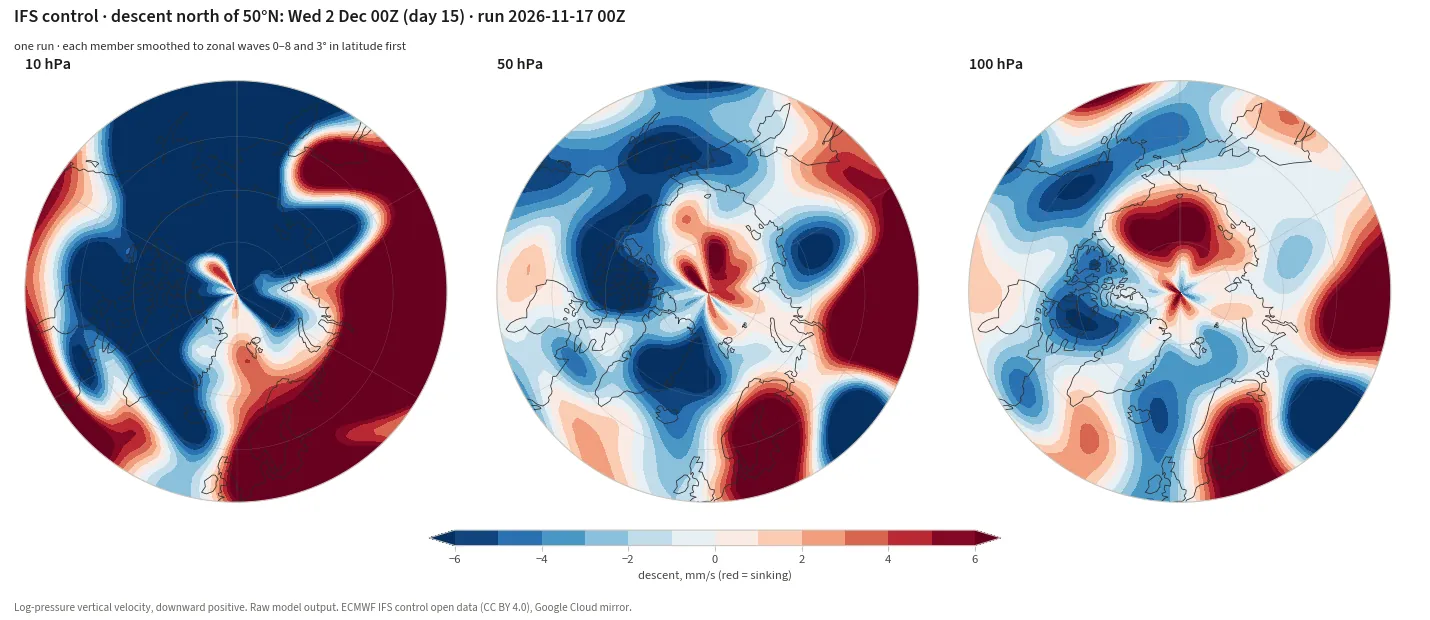 IFS control · descent north of 50°N: Wed 2 Dec 00Z (day 15) · run 2026-11-17 00Z
one run · each member smoothed to zonal waves 0–8 and 3° in latitude first
10 hPa
50 hPa
100 hPa
−6 −4 −2 0 2 4 6
descent, mm/s (red = sinking)
Log-pressure vertical velocity, downward positive. Raw model output. ECMWF IFS control open data (CC BY 4.0), Google Cloud mirror.